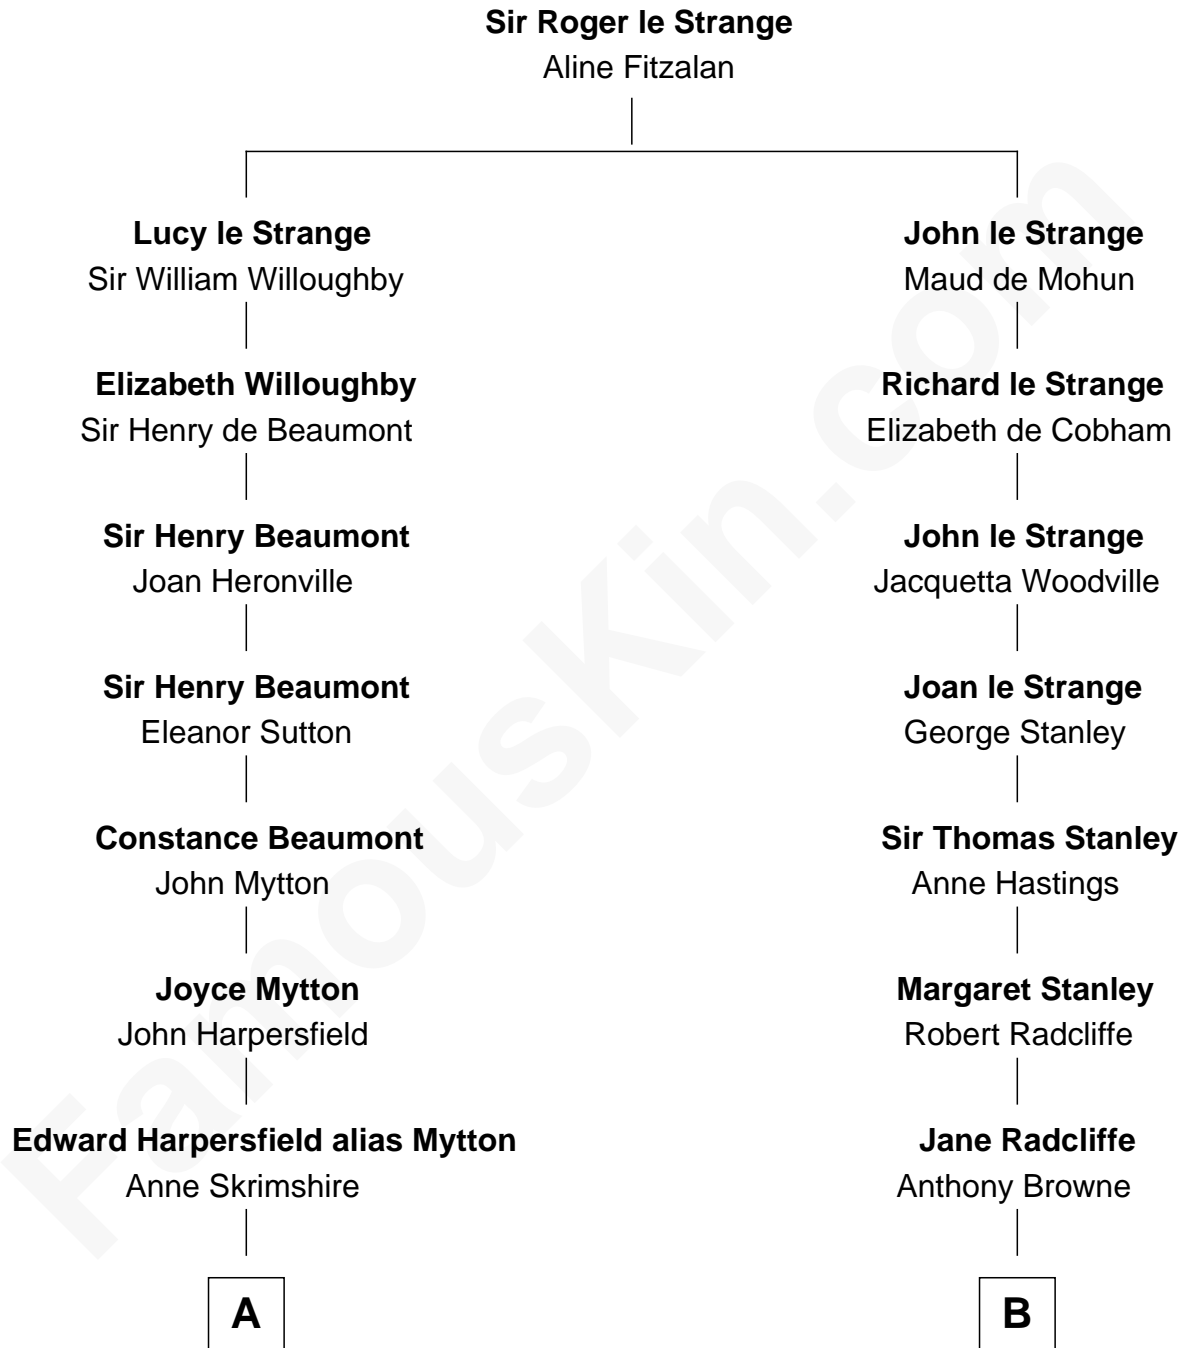 Sir Roger le Strange
Aline Fitzalan
Lucy le Strange
Sir William Willoughby
John le Strange
Maud de Mohun
Elizabeth Willoughby
Sir Henry de Beaumont
Richard le Strange
Elizabeth de Cobham
Sir Henry Beaumont
Joan Heronville
John le Strange
Jacquetta Woodville
Sir Henry Beaumont
Eleanor Sutton
Joan le Strange
George Stanley
Constance Beaumont
John Mytton
Sir Thomas Stanley
Anne Hastings
Joyce Mytton
John Harpersfield
Margaret Stanley
Robert Radcliffe
Edward Harpersfield alias Mytton
Anne Skrimshire
Jane Radcliffe
Anthony Browne
A
B
FamousKin.com